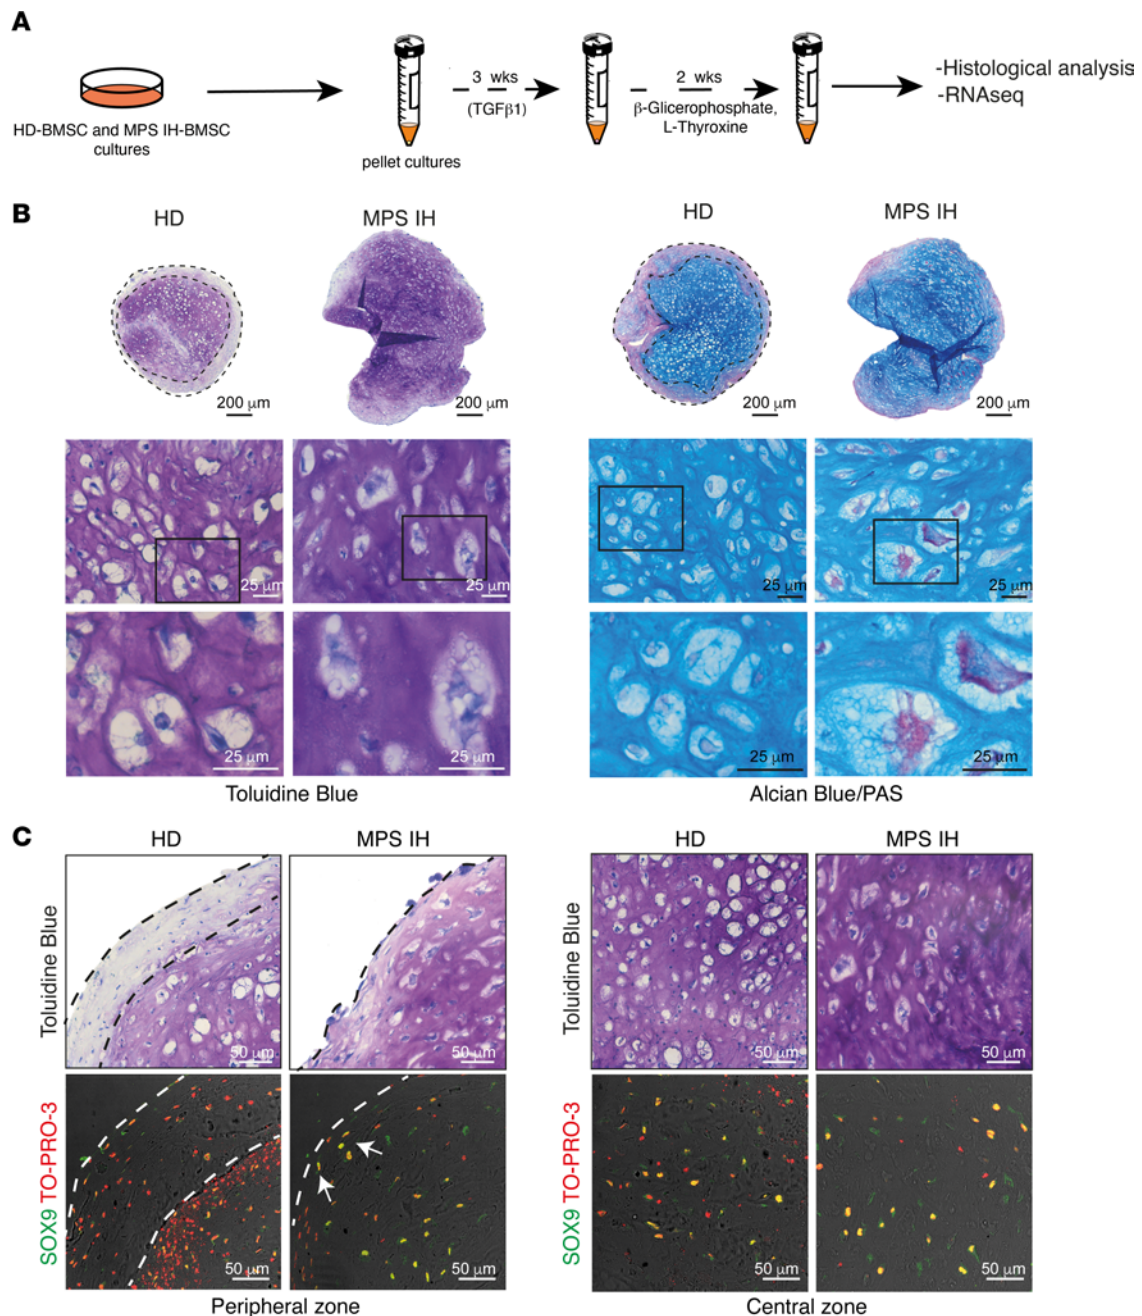 A
HD-BMSC and MPS IH-BMSC
cultures
pellet cultures
3 wks
(TGFβ1)
2 wks
β-Glicerophosphate,
L-Thyroxine
-Histological analysis
-RNAseq
B
HD
MPS IH
HD
MPS IH
200 μm
200 μm
200 μm
200 μm
25 μm
25 μm
25 μm
25 μm
25 μm
25 μm
25 μm
25 μm
Toluidine Blue
Alcian Blue/PAS
C
HD
MPS IH
HD
MPS IH
Toluidine Blue
50 μm
50 μm
Toluidine Blue
50 μm
50 μm
SOX9 TO-PRO-3
50 μm
50 μm
SOX9 TO-PRO-3
50 μm
50 μm
Peripheral zone
Central zone